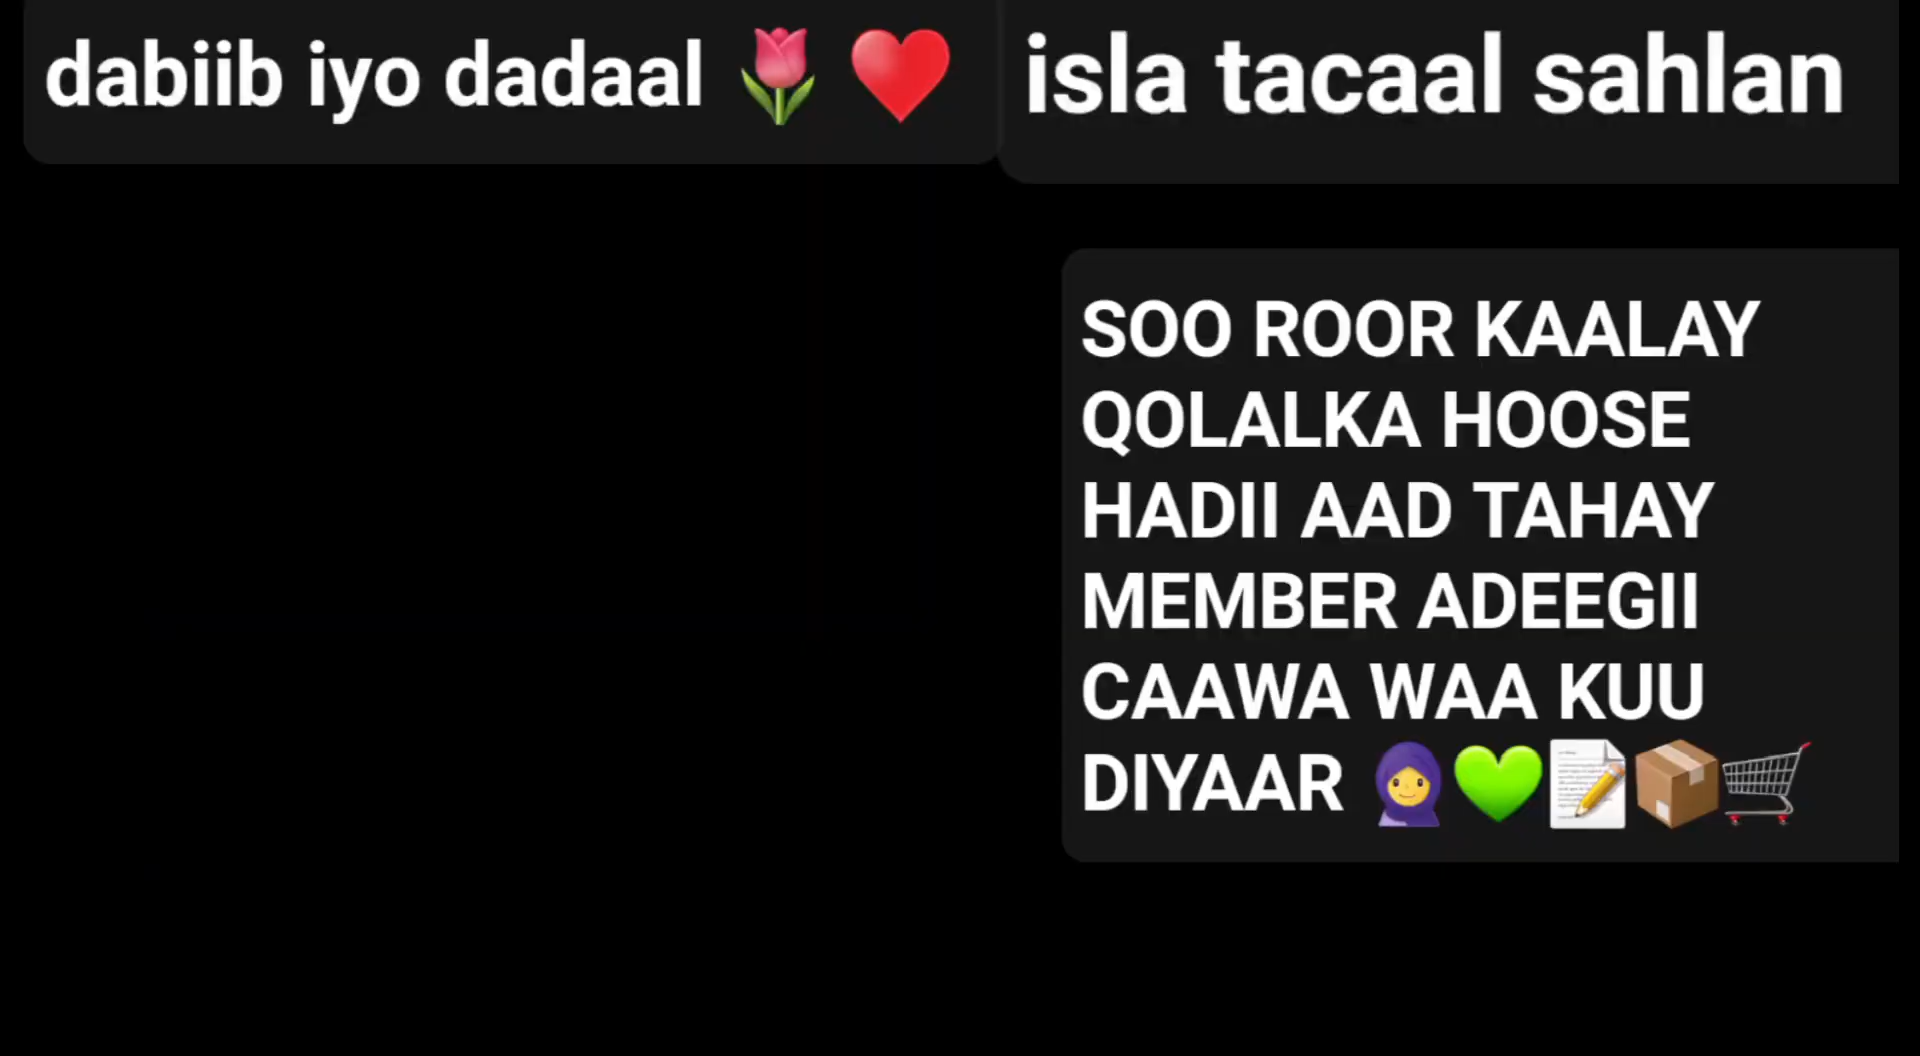 dabiib iyo dadaal 🌷 ♥️
isla tacaal sahlan
SOO ROOR KAALAY
QOLALKA HOOSE
HADII AAD TAHAY
MEMBER ADEEGII
CAAWA WAA KUU
DIYAAR 🧕💚📝📦🛒